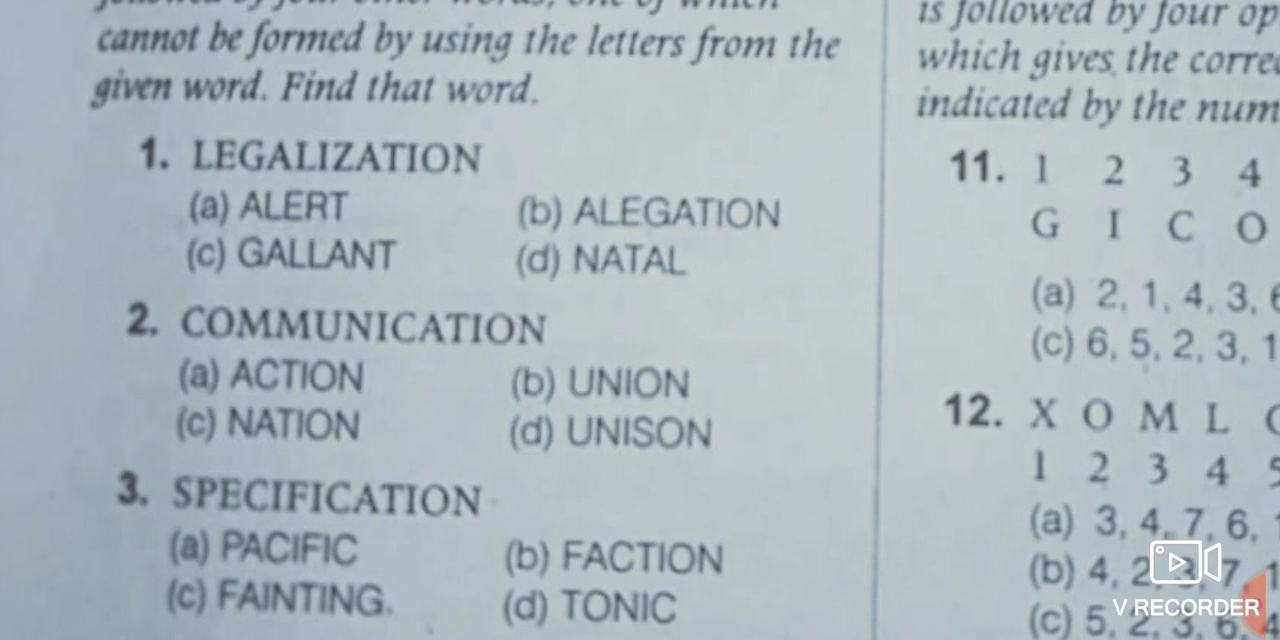 cannot be formed by using the letters from the
given word. Find that word.
1. LEGALIZATION
(a) ALERT (b) ALEGATION
(c) GALLANT (d) NATAL
2. COMMUNICATION
(a) ACTION (b) UNION
(c) NATION (d) UNISON
3. SPECIFICATION
(a) PACIFIC (b) FACTION
(c) FAINTING. (d) TONIC
is followed by four
which gives the
indicated by the
11. 1 2 3 4
G I C O
(a) 2, 1, 4, 3,
(c) 6, 5, 2, 3, 1
12. X O M L
1 2 3 4
(a) 3, 4, 7, 6,
(b) 4, 2, 3, 7,
(c) 5, 2, 3, 6,
V RECORDER